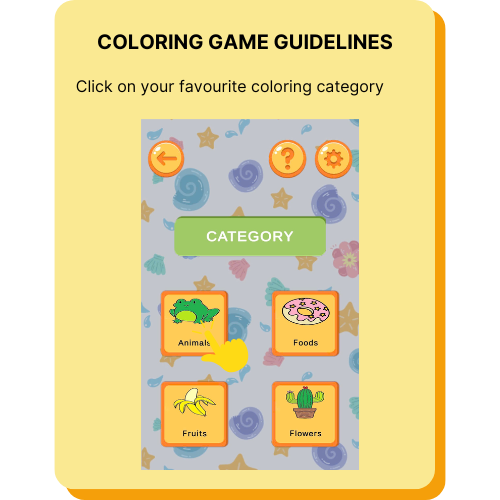 COLORING GAME GUIDELINES
Click on your favourite coloring category
?
CATEGORY
Animals
Foods
Fruits
Flowers